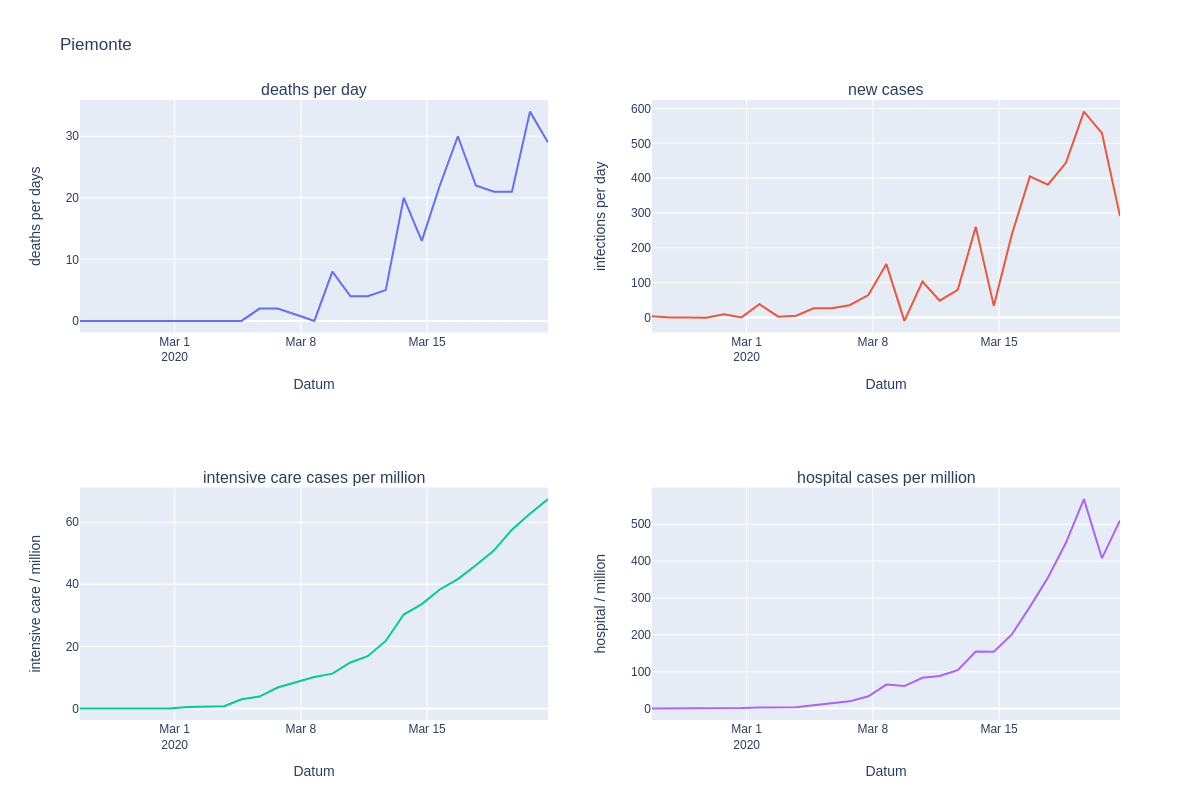 Piemonte
deaths per day
deaths per days
30
20
10
0
Mar 1
2020
Mar 8
Mar 15
Datum
new cases
infections per day
600
500
400
300
200
100
0
Mar 1
2020
Mar 8
Mar 15
Datum
intensive care cases per million
intensive care / million
60
40
20
0
Mar 1
2020
Mar 8
Mar 15
Datum
hospital cases per million
hospital / million
500
400
300
200
100
0
Mar 1
2020
Mar 8
Mar 15
Datum